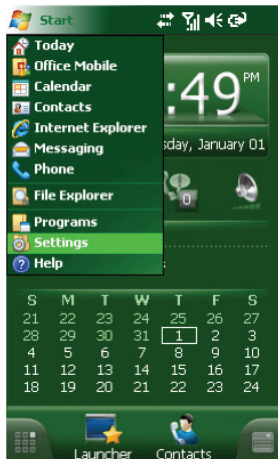 Start
Today
Office Mobile
Calendar
Contacts
Internet Explorer
Messaging
Phone
File Explorer
Programs
Settings
Help
:49 PM
sday, January 01
0
S M T W T F S
21 22 23 24 25 26 27
28 29 30 31 1 2 3
4 5 6 7 8 9 10
11 12 13 14 15 16 17
18 19 20 21 22 23 24
Launcher Contacts